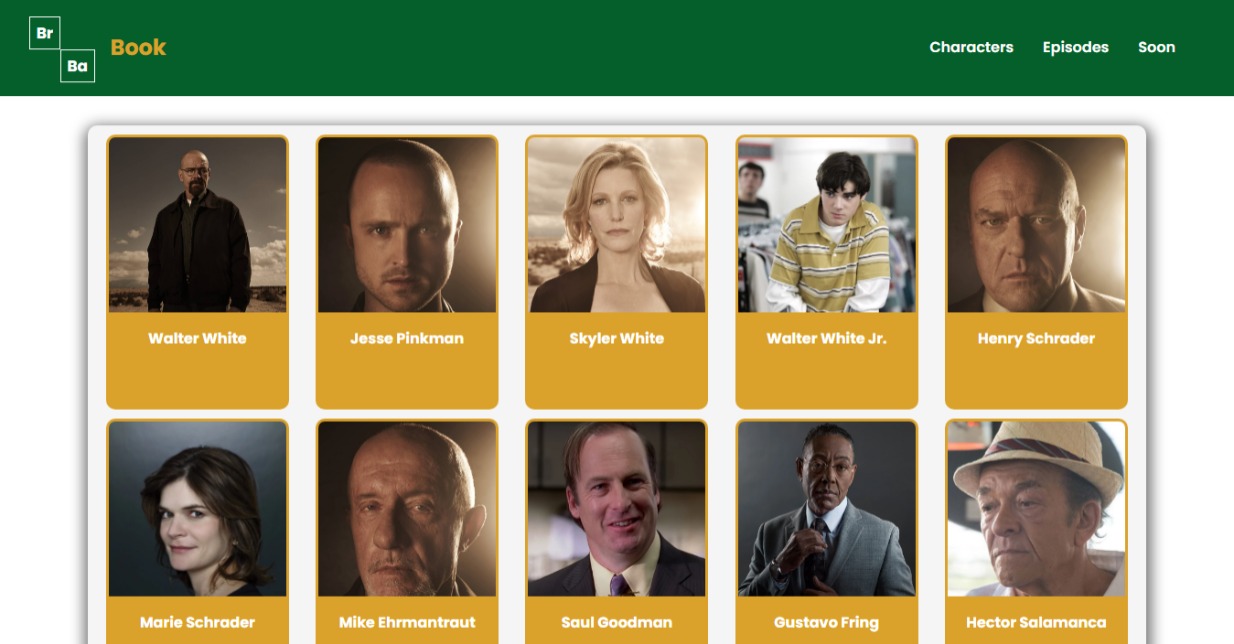 Br
Ba
Book
Characters Episodes Soon
Walter White Jesse Pinkman Skyler White Walter White Jr. Henry Schrader
Marie Schrader Mike Ehrmantraut Saul Goodman Gustavo Fring Hector Salamanca